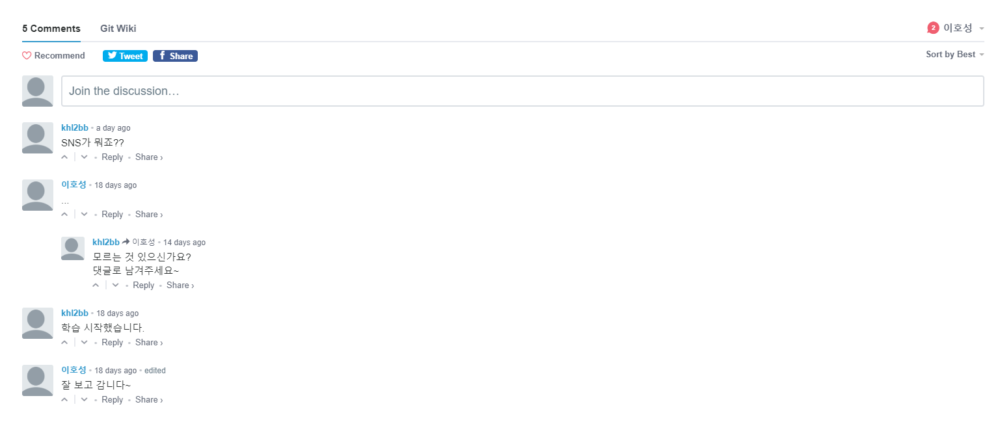 5 Comments Git Wiki 2 이호성
Recommend Tweet Share Sort by Best
Join the discussion…
khl2bb • a day ago
SNS가 뭐죠??
• Reply • Share ›
이호성 • 18 days ago
...
• Reply • Share ›
khl2bb 이호성 • 14 days ago
모르는 것 있으신가요?
댓글로 남겨주세요~
• Reply • Share ›
khl2bb • 18 days ago
학습 시작했습니다.
• Reply • Share ›
이호성 • 18 days ago • edited
잘 보고 갑니다~
• Reply • Share ›